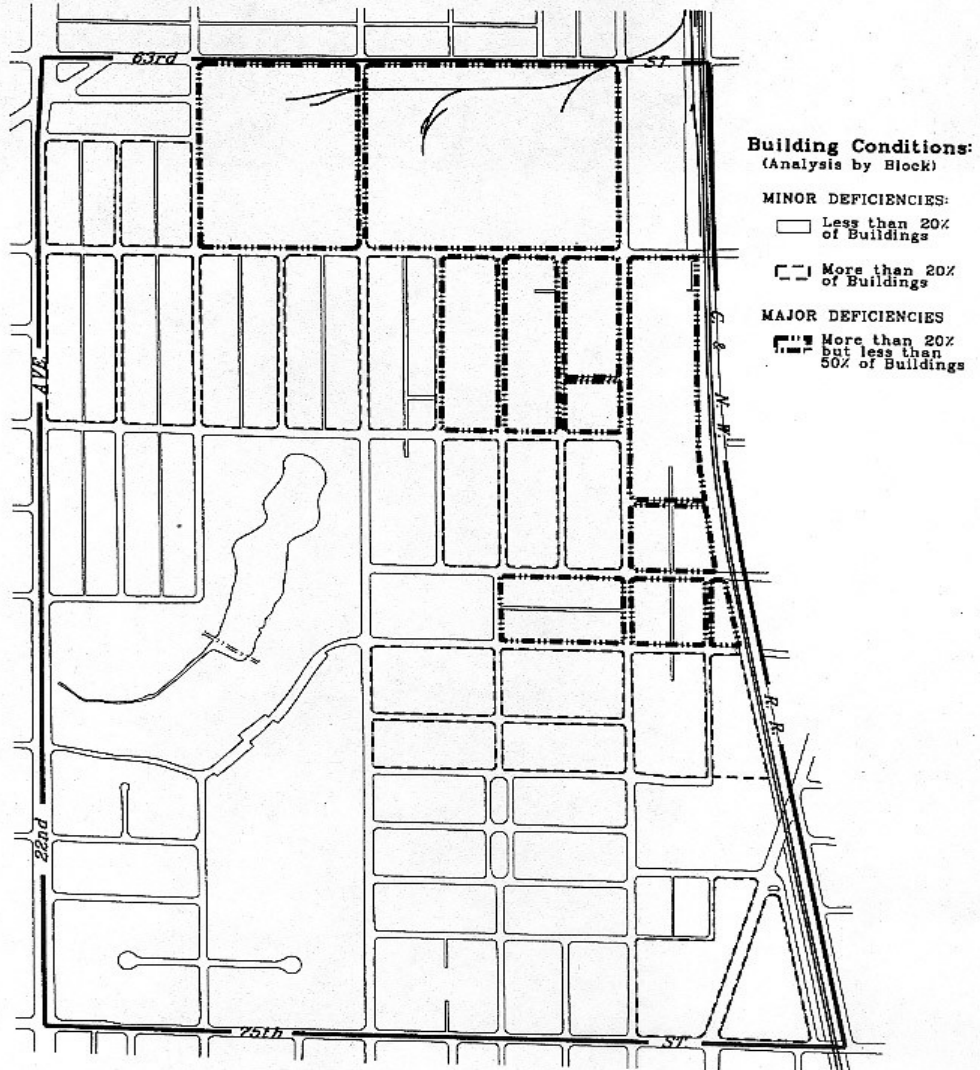 63rd
ST.
Building Conditions:
(Analysis by Block)
MINOR DEFICIENCIES:
Less than 20%
of Buildings
More than 20%
of Buildings
MAJOR DEFICIENCIES
More than 20%
but less than
50% of Buildings
AVE.
C. & N. W.
R. R.
22nd
75th
ST.